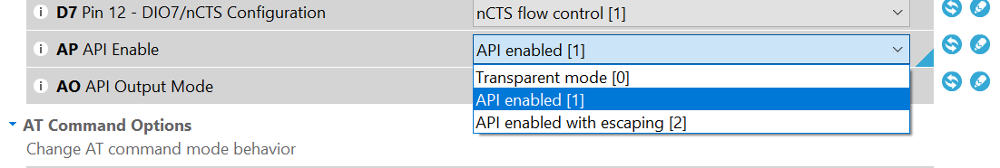 D7 Pin 12 - DIO7/nCTS Configuration nCTS flow control [1]
AP API Enable API enabled [1]
Transparent mode [0]
AO API Output Mode API enabled [1]
API enabled with escaping [2]
AT Command Options
Change AT command mode behavior